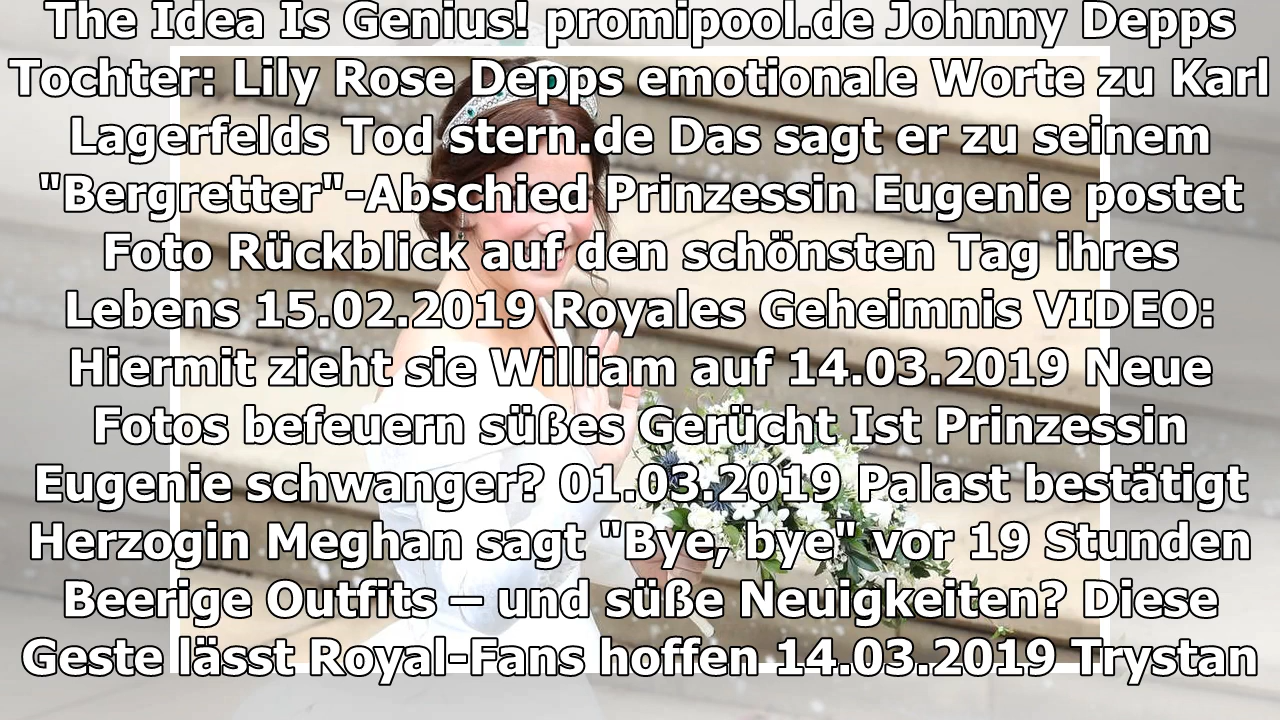 The Idea Is Genius! promipool.de Johnny Depps
Tochter: Lily Rose Depps emotionale Worte zu Karl
Lagerfelds Tod stern.de Das sagt er zu seinem
"Bergretter"-Abschied Prinzessin Eugenie postet
Foto Rückblick auf den schönsten Tag ihres
Lebens 15.02.2019 Royales Geheimnis VIDEO:
Hiermit zieht sie William auf 14.03.2019 Neue
Fotos befeuern süßes Gerücht Ist Prinzessin
Eugenie schwanger? 01.03.2019 Palast bestätigt
Herzogin Meghan sagt "Bye, bye" vor 19 Stunden
Beerige Outfits – und süße Neuigkeiten? Diese
Geste lässt Royal-Fans hoffen 14.03.2019 Trystan